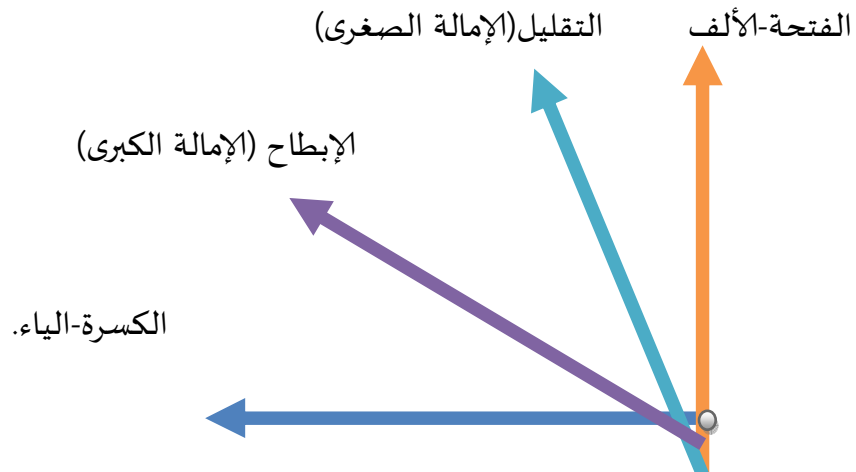 الفتحة-الألف
التقليل(الإمالة الصغرى)
الإبطاح (الإمالة الكبرى)
الكسرة-الياء.